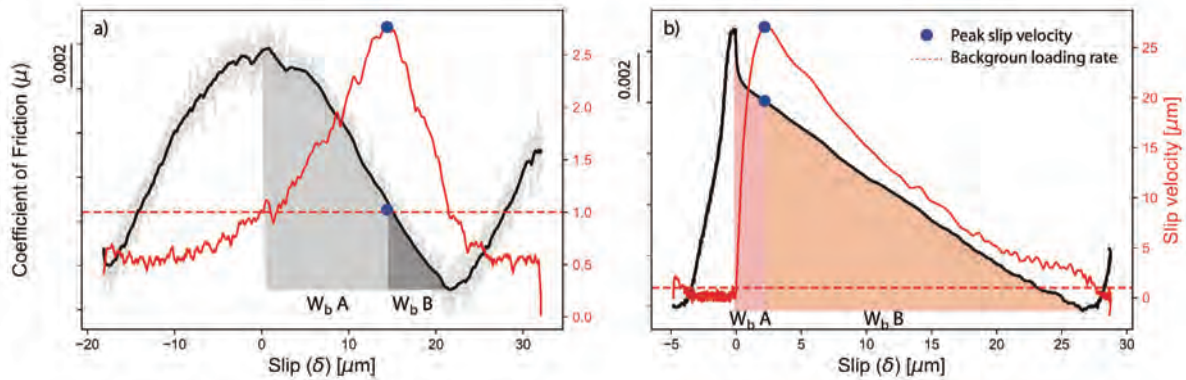 a)
b)
Peak slip velocity
Backgroun loading rate
Coefficient of Friction (μ)
0.002
0.002
2.5
2.0
1.5
1.0
0.5
0.0
25
20
15
10
5
0
Slip velocity [μm]
W_b A
W_b B
W_b A
W_b B
−20
−10
0
10
20
30
−5
0
5
10
15
20
25
30
Slip (δ) [μm]
Slip (δ) [μm]